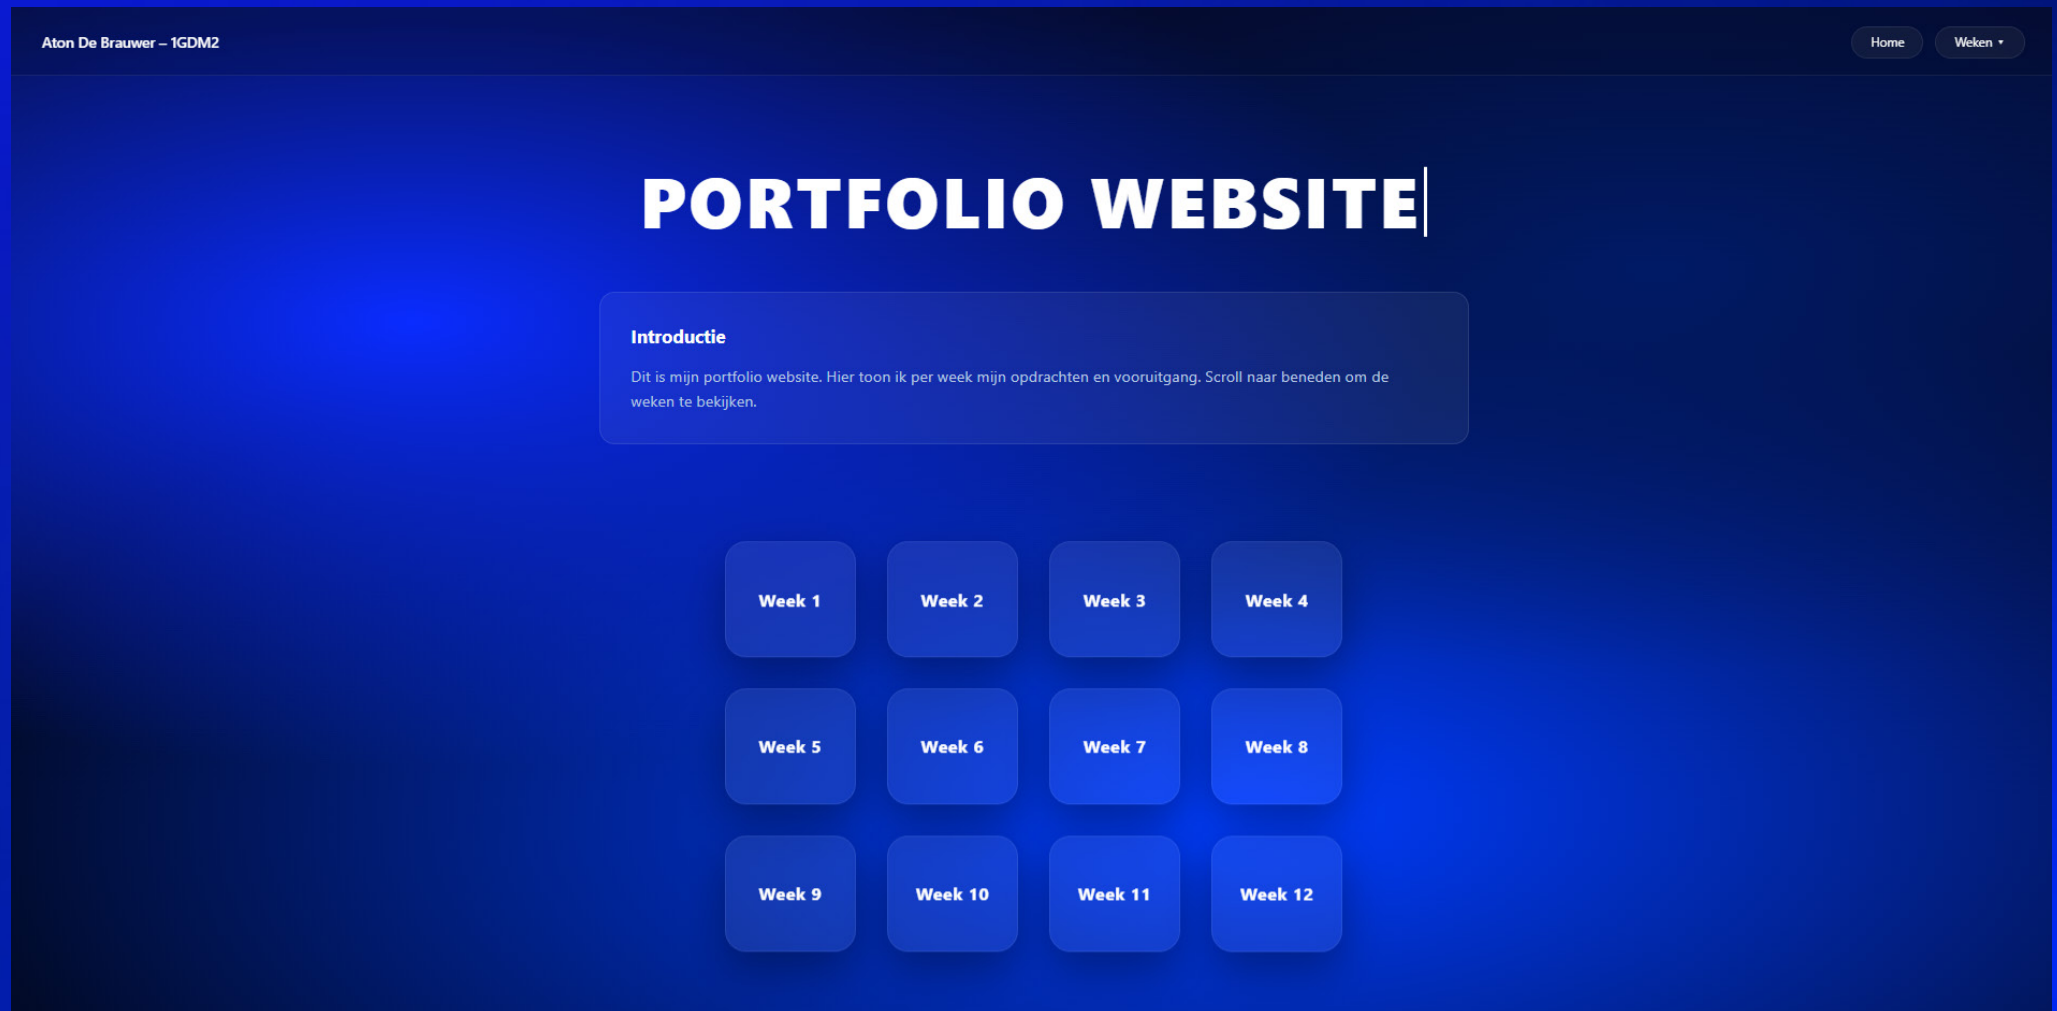 Aton De Brauwer – 1GDM2
Home
Weken ▾
PORTFOLIO WEBSITE
Introductie
Dit is mijn portfolio website. Hier toon ik per week mijn opdrachten en vooruitgang. Scroll naar beneden om de
weken te bekijken.
Week 1
Week 2
Week 3
Week 4
Week 5
Week 6
Week 7
Week 8
Week 9
Week 10
Week 11
Week 12